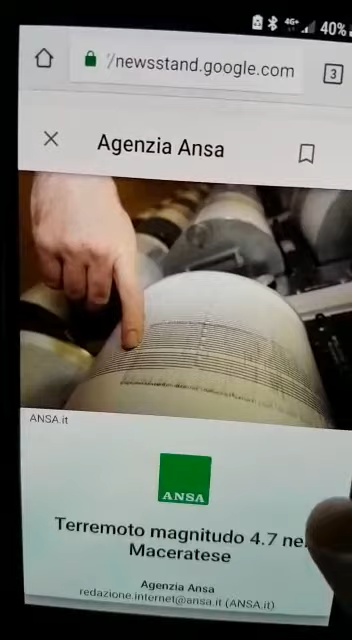 4G+ 40%
/newsstand.google.com 3
Agenzia Ansa
ANSA.it
ANSA
Terremoto magnitudo 4.7
Maceratese
Agenzia Ansa
redazione.internet@ansa.it (ANSA.it)